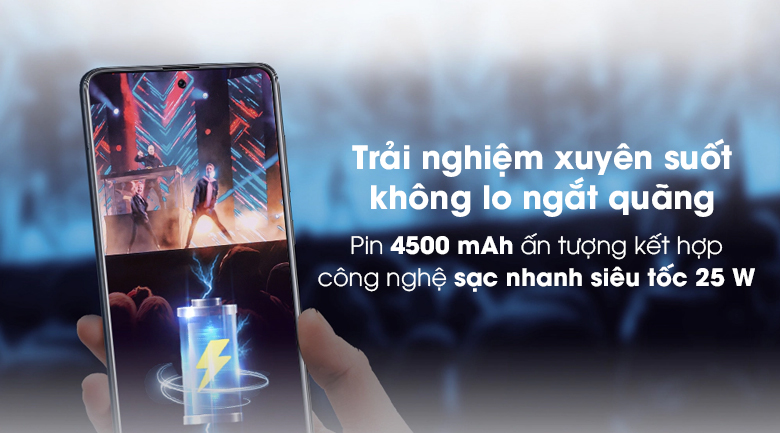 Trải nghiệm xuyên suốt
không lo ngắt quãng
Pin 4500 mAh ấn tượng kết hợp
công nghệ sạc nhanh siêu tốc 25 W